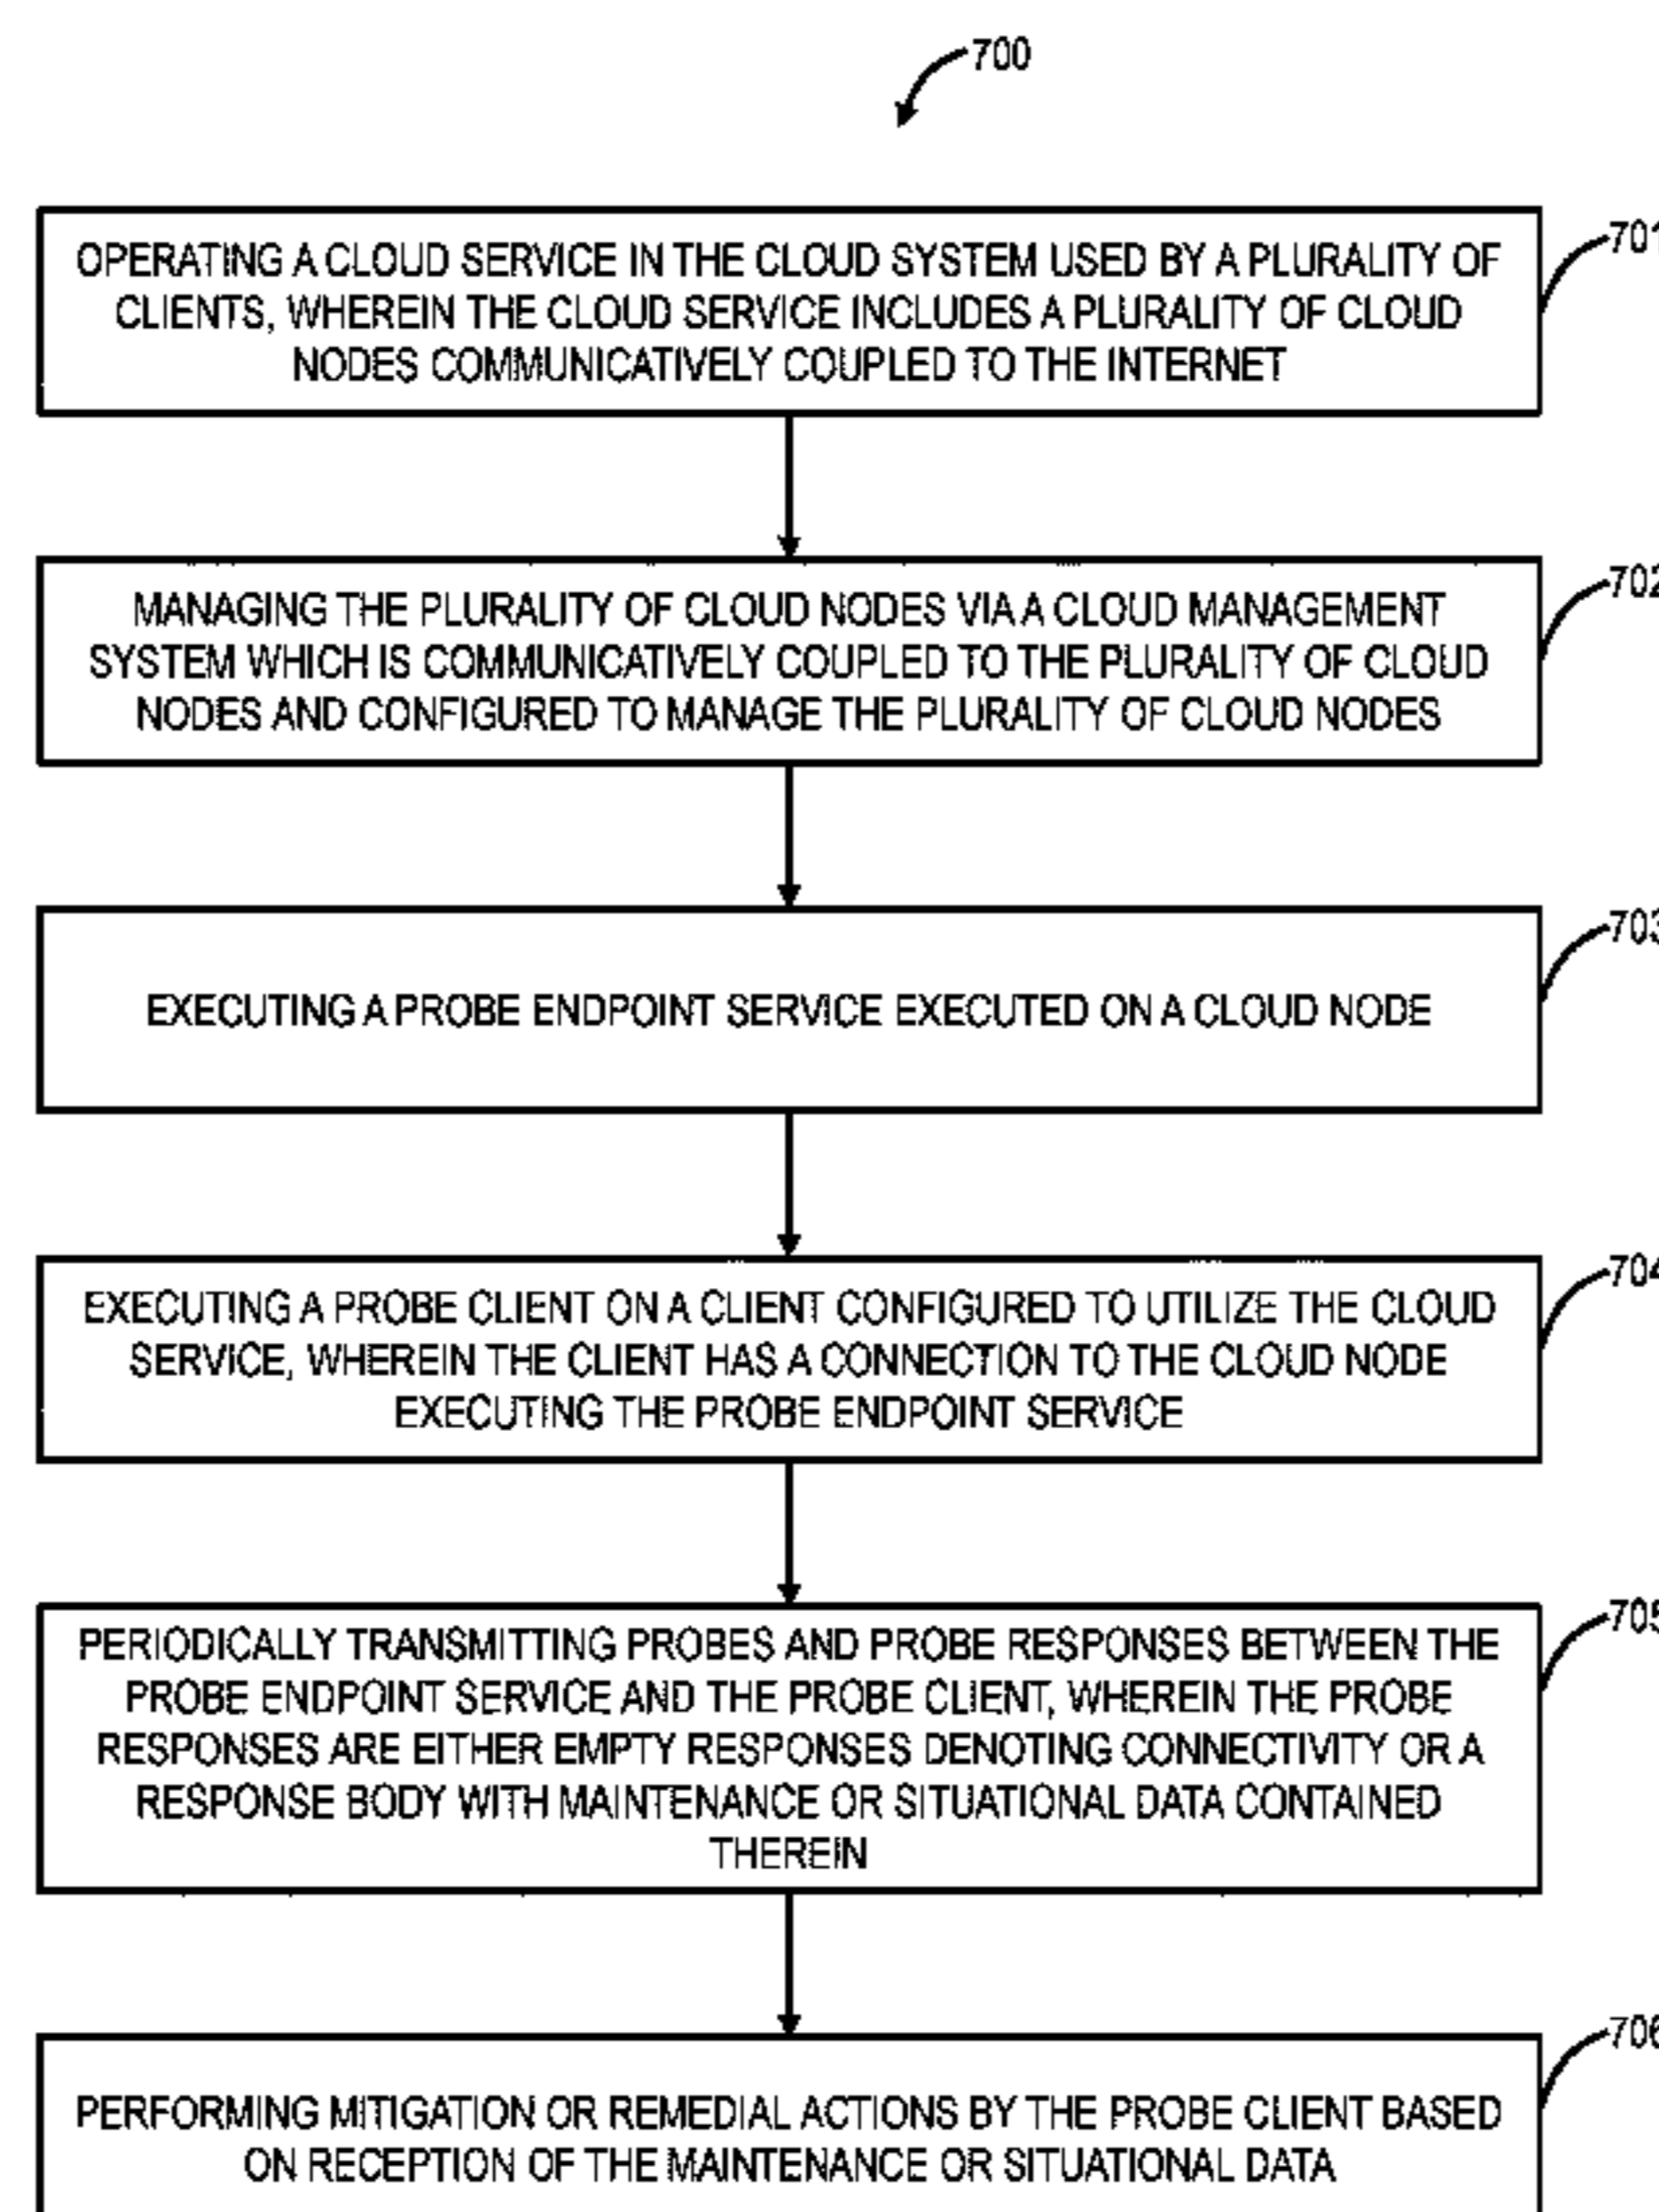 700
OPERATING A CLOUD SERVICE IN THE CLOUD SYSTEM USED BY A PLURALITY OF
CLIENTS, WHEREIN THE CLOUD SERVICE INCLUDES A PLURALITY OF CLOUD
NODES COMMUNICATIVELY COUPLED TO THE INTERNET
701
MANAGING THE PLURALITY OF CLOUD NODES VIA A CLOUD MANAGEMENT
SYSTEM WHICH IS COMMUNICATIVELY COUPLED TO THE PLURALITY OF CLOUD
NODES AND CONFIGURED TO MANAGE THE PLURALITY OF CLOUD NODES
702
EXECUTING A PROBE ENDPOINT SERVICE EXECUTED ON A CLOUD NODE
703
EXECUTING A PROBE CLIENT ON A CLIENT CONFIGURED TO UTILIZE THE CLOUD
SERVICE, WHEREIN THE CLIENT HAS A CONNECTION TO THE CLOUD NODE
EXECUTING THE PROBE ENDPOINT SERVICE
704
PERIODICALLY TRANSMITTING PROBES AND PROBE RESPONSES BETWEEN THE
PROBE ENDPOINT SERVICE AND THE PROBE CLIENT, WHEREIN THE PROBE
RESPONSES ARE EITHER EMPTY RESPONSES DENOTING CONNECTIVITY OR A
RESPONSE BODY WITH MAINTENANCE OR SITUATIONAL DATA CONTAINED
THEREIN
705
PERFORMING MITIGATION OR REMEDIAL ACTIONS BY THE PROBE CLIENT BASED
ON RECEPTION OF THE MAINTENANCE OR SITUATIONAL DATA
706